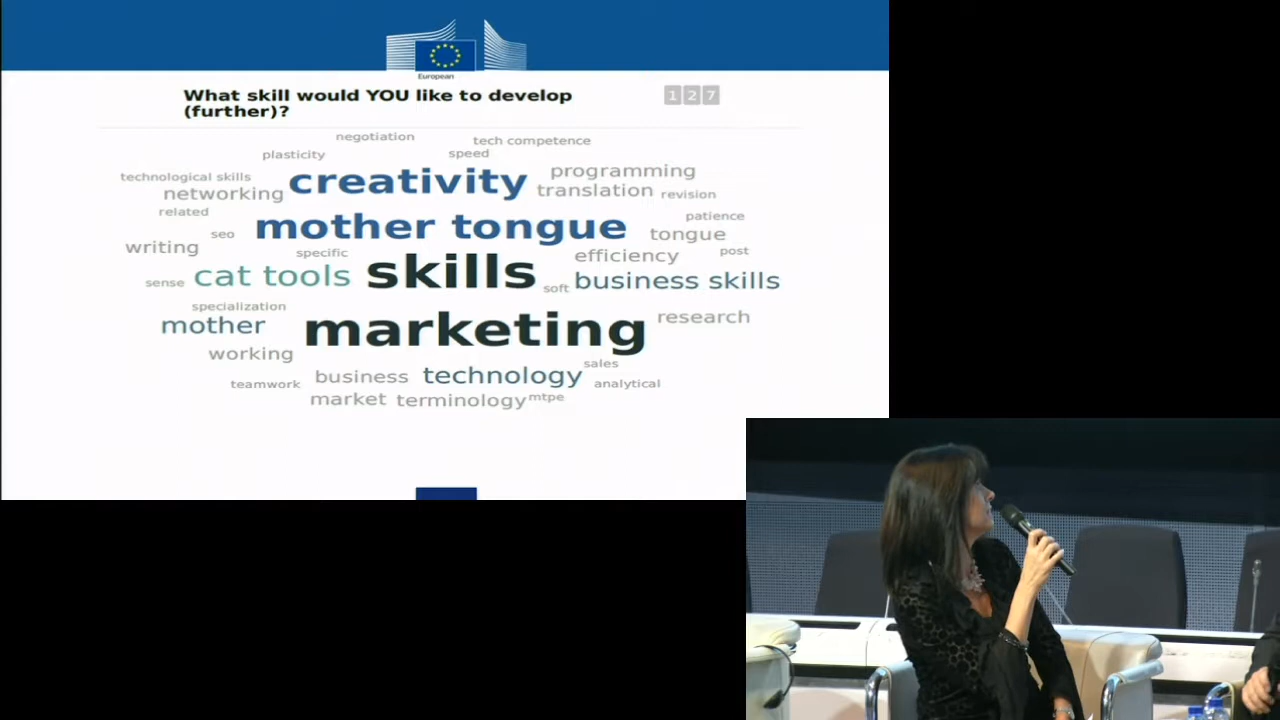 European
What skill would YOU like to develop
(further)?
1 2 7
negotiation
tech competence
plasticity
speed
technological skills
networking
creativity
programming
translation
revision
related
seo
mother tongue
patience
tongue
writing
specific
efficiency
post
sense
cat tools
skills
soft
business skills
specialization
mother
marketing
research
working
sales
teamwork
business
technology
analytical
market
terminology
mtpe